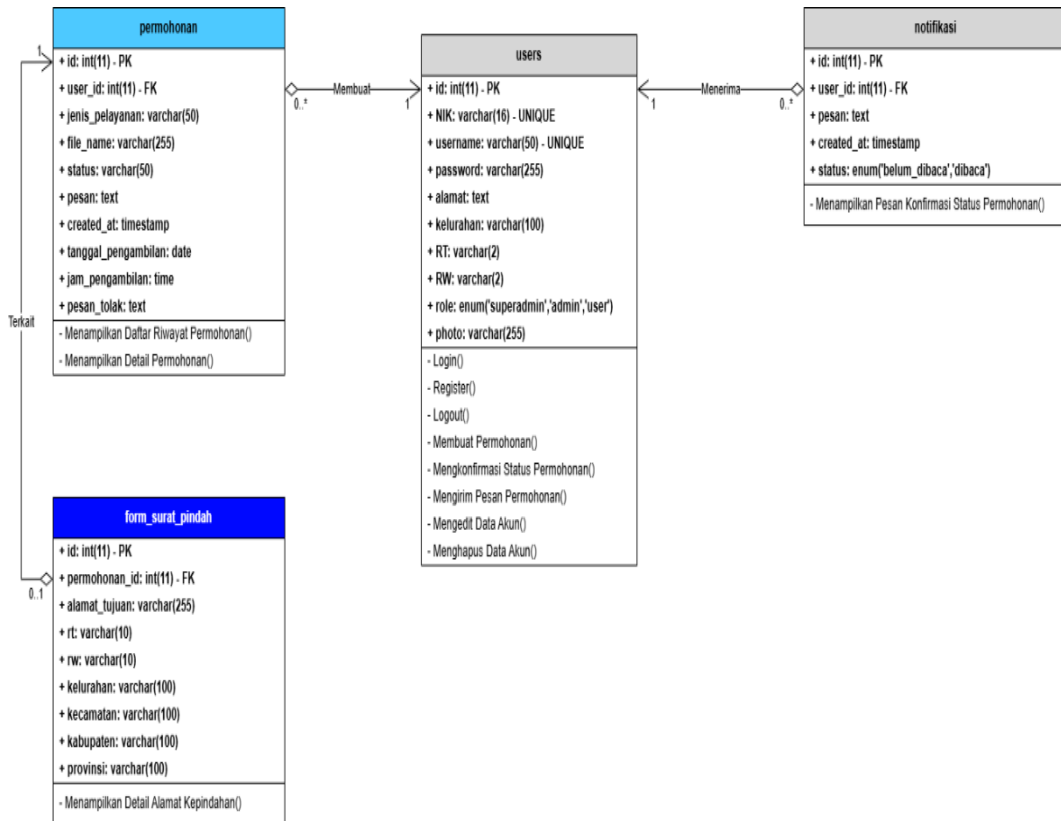 permohonan
+ id: int(11) - PK
+ user_id: int(11) - FK
+ jenis_pelayanan: varchar(50)
+ file_name: varchar(255)
+ status: varchar(50)
+ pesan: text
+ created_at: timestamp
+ tanggal_pengambilan: date
+ jam_pengambilan: time
+ pesan_tolak: text
- Menampilkan Daftar Riwayat Permohonan()
- Menampilkan Detail Permohonan()
1
0..*
Membuat
1
users
+ id: int(11) - PK
+ NIK: varchar(16) - UNIQUE
+ username: varchar(50) - UNIQUE
+ password: varchar(255)
+ alamat: text
+ kelurahan: varchar(100)
+ RT: varchar(2)
+ RW: varchar(2)
+ role: enum('superadmin','admin','user')
+ photo: varchar(255)
- Login()
- Register()
- Logout()
- Membuat Permohonan()
- Mengkonfirmasi Status Permohonan()
- Mengirim Pesan Permohonan()
- Mengedit Data Akun()
- Menghapus Data Akun()
1
Menerima
0..*
notifikasi
+ id: int(11) - PK
+ user_id: int(11) - FK
+ pesan: text
+ created_at: timestamp
+ status: enum('belum_dibaca','dibaca')
- Menampilkan Pesan Konfirmasi Status Permohonan()
Terkait
0..1
form_surat_pindah
+ id: int(11) - PK
+ permohonan_id: int(11) - FK
+ alamat_tujuan: varchar(255)
+ rt: varchar(10)
+ rw: varchar(10)
+ kelurahan: varchar(100)
+ kecamatan: varchar(100)
+ kabupaten: varchar(100)
+ provinsi: varchar(100)
- Menampilkan Detail Alamat Kepindahan()